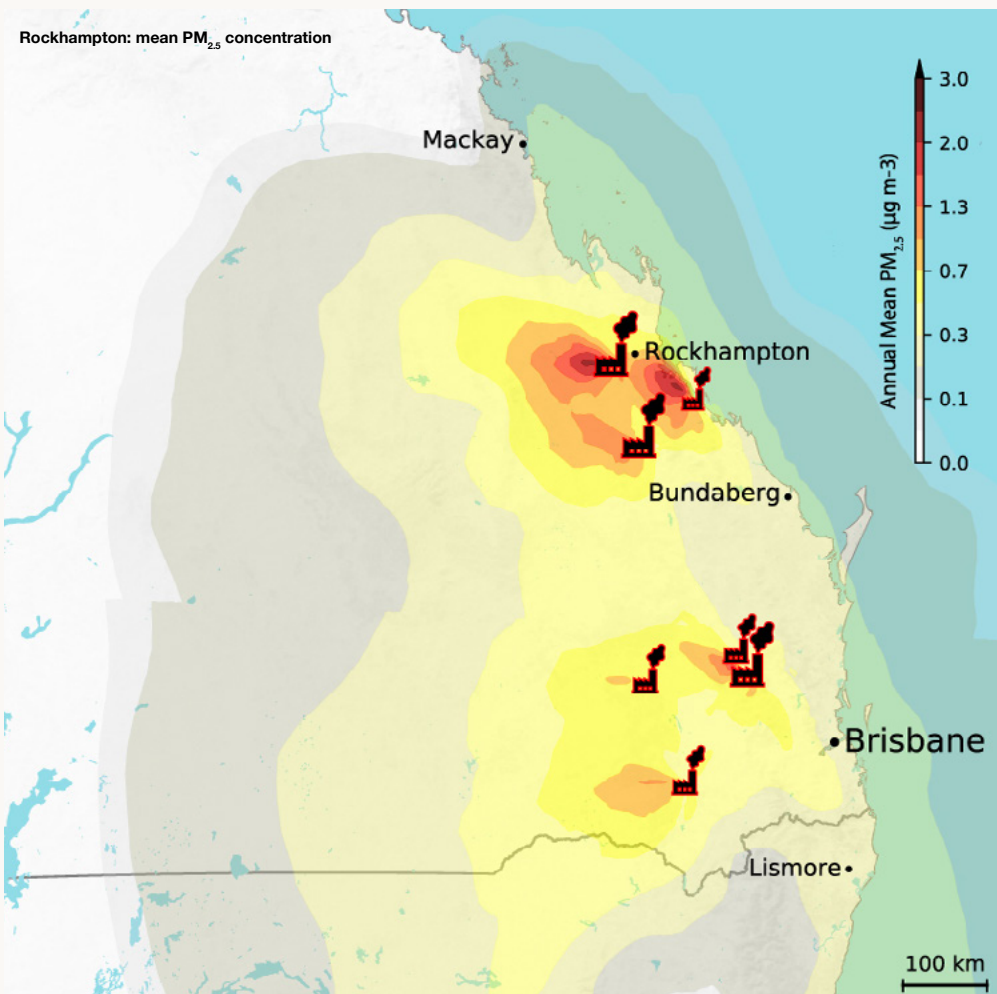 Rockhampton: mean PM2.5 concentration
Mackay
Rockhampton
Bundaberg
Brisbane
Lismore
Annual Mean PM2.5 (µg m-3)
3.0
2.0
1.3
0.7
0.3
0.1
0.0
100 km